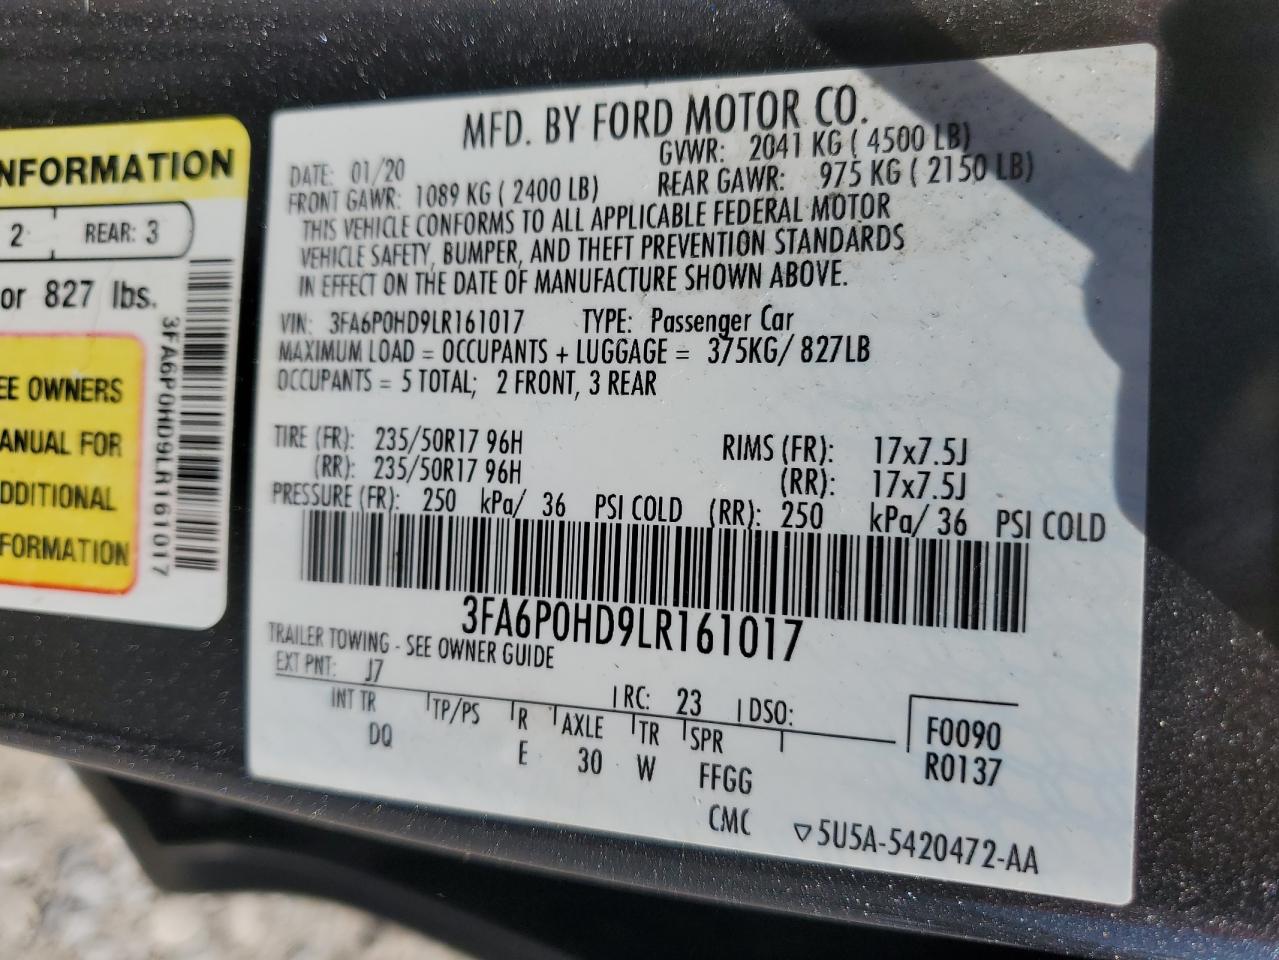 NFORMATION
2 REAR: 3
or 827 lbs.
3FA6P0HD9LR161017
EE OWNERS
ANUAL FOR
DDITIONAL
FORMATION
MFD. BY FORD MOTOR CO.
DATE: 01/20 GVWR: 2041 KG ( 4500 LB)
FRONT GAWR: 1089 KG ( 2400 LB) REAR GAWR: 975 KG ( 2150 LB)
THIS VEHICLE CONFORMS TO ALL APPLICABLE FEDERAL MOTOR
VEHICLE SAFETY, BUMPER, AND THEFT PREVENTION STANDARDS
IN EFFECT ON THE DATE OF MANUFACTURE SHOWN ABOVE.
VIN: 3FA6P0HD9LR161017 TYPE: Passenger Car
MAXIMUM LOAD = OCCUPANTS + LUGGAGE = 375KG/ 827LB
OCCUPANTS = 5 TOTAL; 2 FRONT, 3 REAR
TIRE (FR): 235/50R17 96H RIMS (FR): 17x7.5J
(RR): 235/50R17 96H (RR): 17x7.5J
PRESSURE (FR): 250 kPa/ 36 PSI COLD (RR): 250 kPa/ 36 PSI COLD
3FA6P0HD9LR161017
TRAILER TOWING - SEE OWNER GUIDE
EXT PNT: J7 RC: 23 DSO:
INT TR TP/PS R AXLE TR SPR F0090
DQ E 30 W FFGG R0137
CMC ▽5U5A-5420472-AA